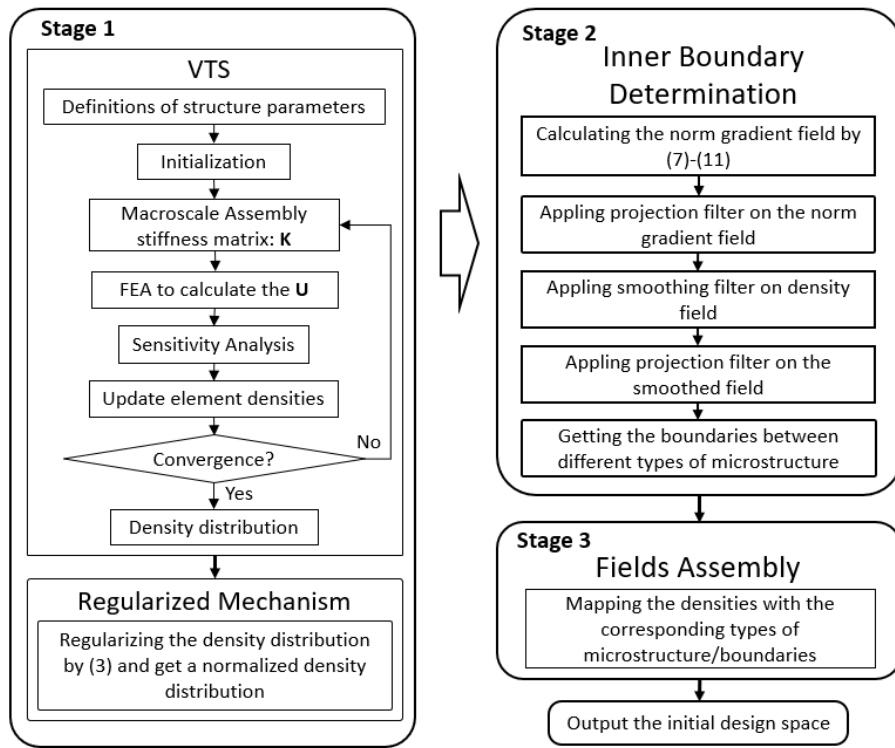 Stage 1
VTS
Definitions of structure parameters
Initialization
Macroscale Assembly
stiffness matrix: K
FEA to calculate the U
Sensitivity Analysis
Update element densities
No
Convergence?
Yes
Density distribution
Regularized Mechanism
Regularizing the density distribution
by (3) and get a normalized density
distribution
Stage 2
Inner Boundary
Determination
Calculating the norm gradient field by
(7)-(11)
Appling projection filter on the norm
gradient field
Appling smoothing filter on density
field
Appling projection filter on the
smoothed field
Getting the boundaries between
different types of microstructure
Stage 3
Fields Assembly
Mapping the densities with the
corresponding types of
microstructure/boundaries
Output the initial design space